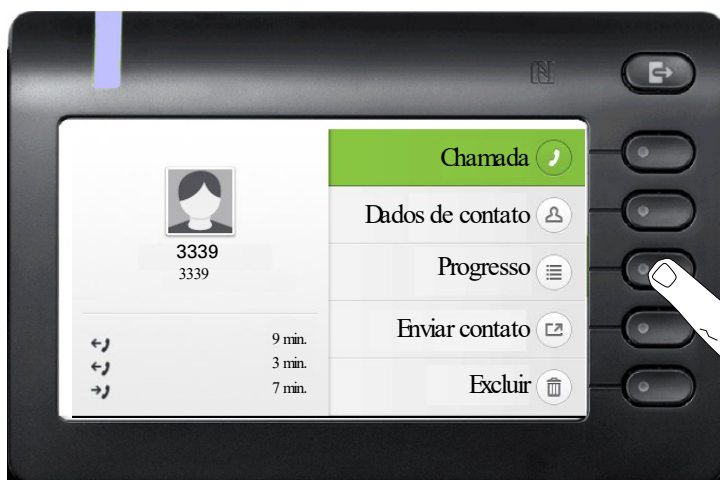 Chamada
Dados de contato
3339
3339
Progresso
Enviar contato
9 min.
3 min.
7 min.
Excluir